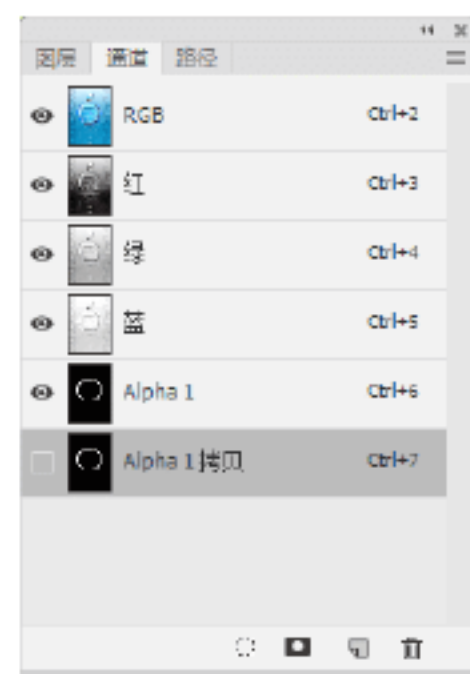 图层 通道 路径
RGB Ctrl+2
红 Ctrl+3
绿 Ctrl+4
蓝 Ctrl+5
Alpha 1 Ctrl+6
Alpha 1 拷贝 Ctrl+7